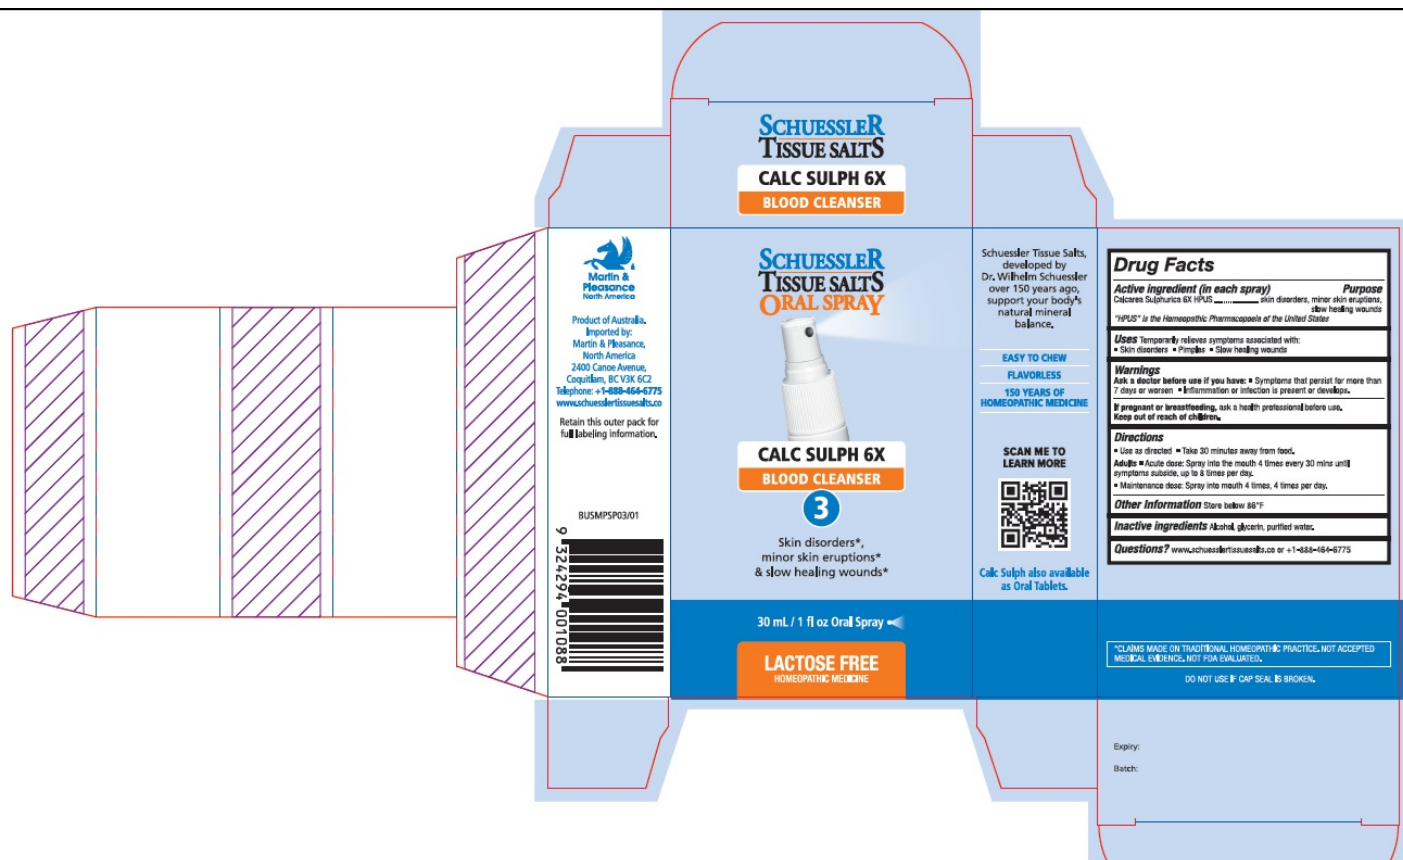 SCHUESSLER
TISSUE SALTS
CALC SULPH 6X
BLOOD CLEANSER
Martin &
Pleasance
North America
Product of Australia.
Imported by:
Martin & Pleasance,
North America
2400 Canoe Avenue,
Coquitlam, BC V3K 6C2
Telephone: +1-888-464-6775
www.schuesslertissuesalts.co
Retain this outer pack for
full labeling information.
BUSMPSP03/01
9 324294 001088
SCHUESSLER
TISSUE SALTS
ORAL SPRAY
CALC SULPH 6X
BLOOD CLEANSER
3
Skin disorders*,
minor skin eruptions*
& slow healing wounds*
30 mL / 1 fl oz Oral Spray
LACTOSE FREE
HOMEOPATHIC MEDICINE
Schuessler Tissue Salts,
developed by
Dr. Wilhelm Schuessler
over 150 years ago,
support your body's
natural mineral
balance.
EASY TO CHEW
FLAVORLESS
150 YEARS OF
HOMEOPATHIC MEDICINE
SCAN ME TO
LEARN MORE
Calc Sulph also available
as Oral Tablets.
Drug Facts
Active ingredient (in each spray) Purpose
Calcarea Sulphurica 6X HPUS ............ skin disorders, minor skin eruptions,
slow healing wounds
"HPUS" is the Homeopathic Pharmacopoeia of the United States
Uses Temporarily relieves symptoms associated with:
▪ Skin disorders ▪ Pimples ▪ Slow healing wounds
Warnings
Ask a doctor before use if you have: ▪ Symptoms that persist for more than
7 days or worsen ▪ Inflammation or infection is present or develops.
If pregnant or breastfeeding, ask a health professional before use.
Keep out of reach of children.
Directions
▪ Use as directed ▪ Take 30 minutes away from food.
Adults ▪ Acute dose: Spray into the mouth 4 times every 30 mins until
symptoms subside, up to 8 times per day.
▪ Maintenance dose: Spray into mouth 4 times, 4 times per day.
Other Information Store below 86°F
Inactive ingredients Alcohol, glycerin, purified water.
Questions? www.schuesslertissuesalts.co or +1-888-464-6775
*CLAIMS MADE ON TRADITIONAL HOMEOPATHIC PRACTICE. NOT ACCEPTED
MEDICAL EVIDENCE. NOT FDA EVALUATED.
DO NOT USE IF CAP SEAL IS BROKEN.
Expiry:
Batch: